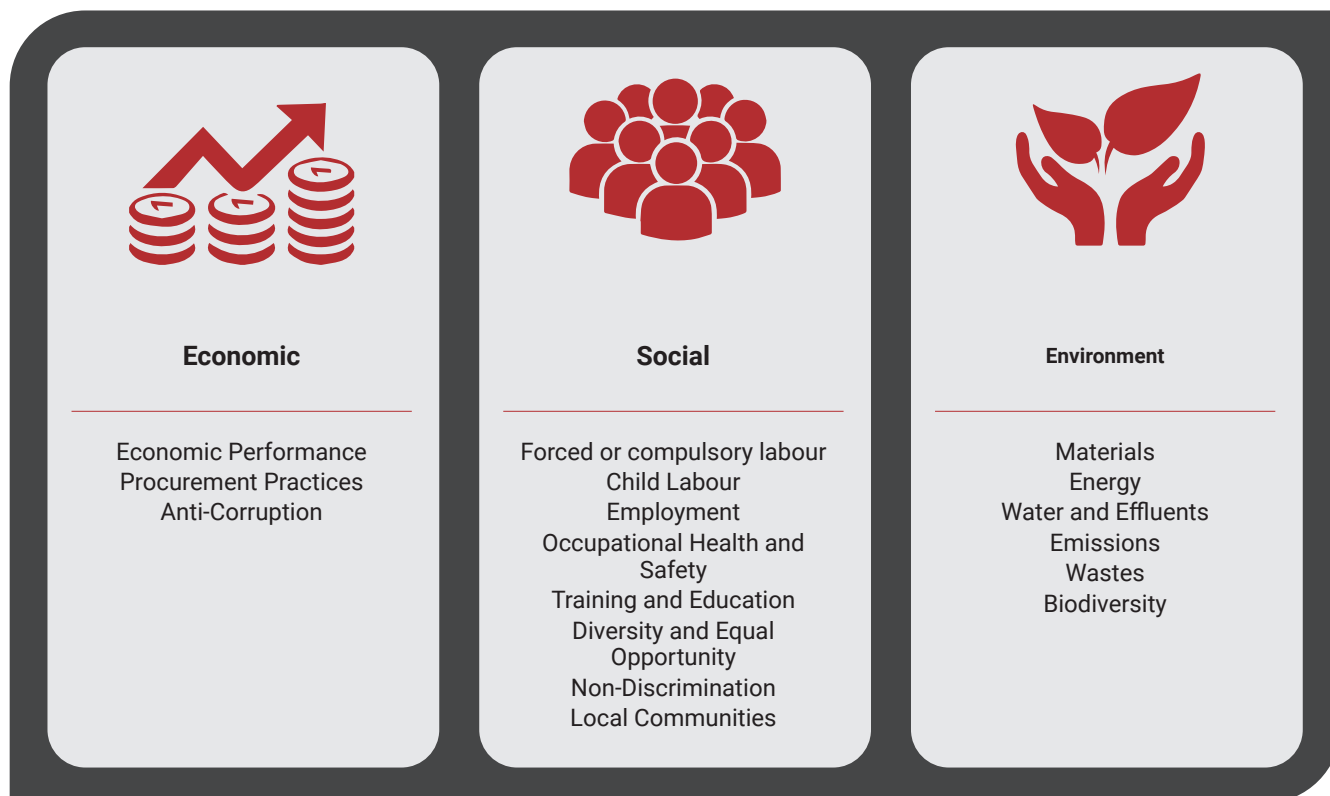 Economic
Economic Performance
Procurement Practices
Anti-Corruption
Social
Forced or compulsory labour
Child Labour
Employment
Occupational Health and
Safety
Training and Education
Diversity and Equal
Opportunity
Non-Discrimination
Local Communities
Environment
Materials
Energy
Water and Effluents
Emissions
Wastes
Biodiversity